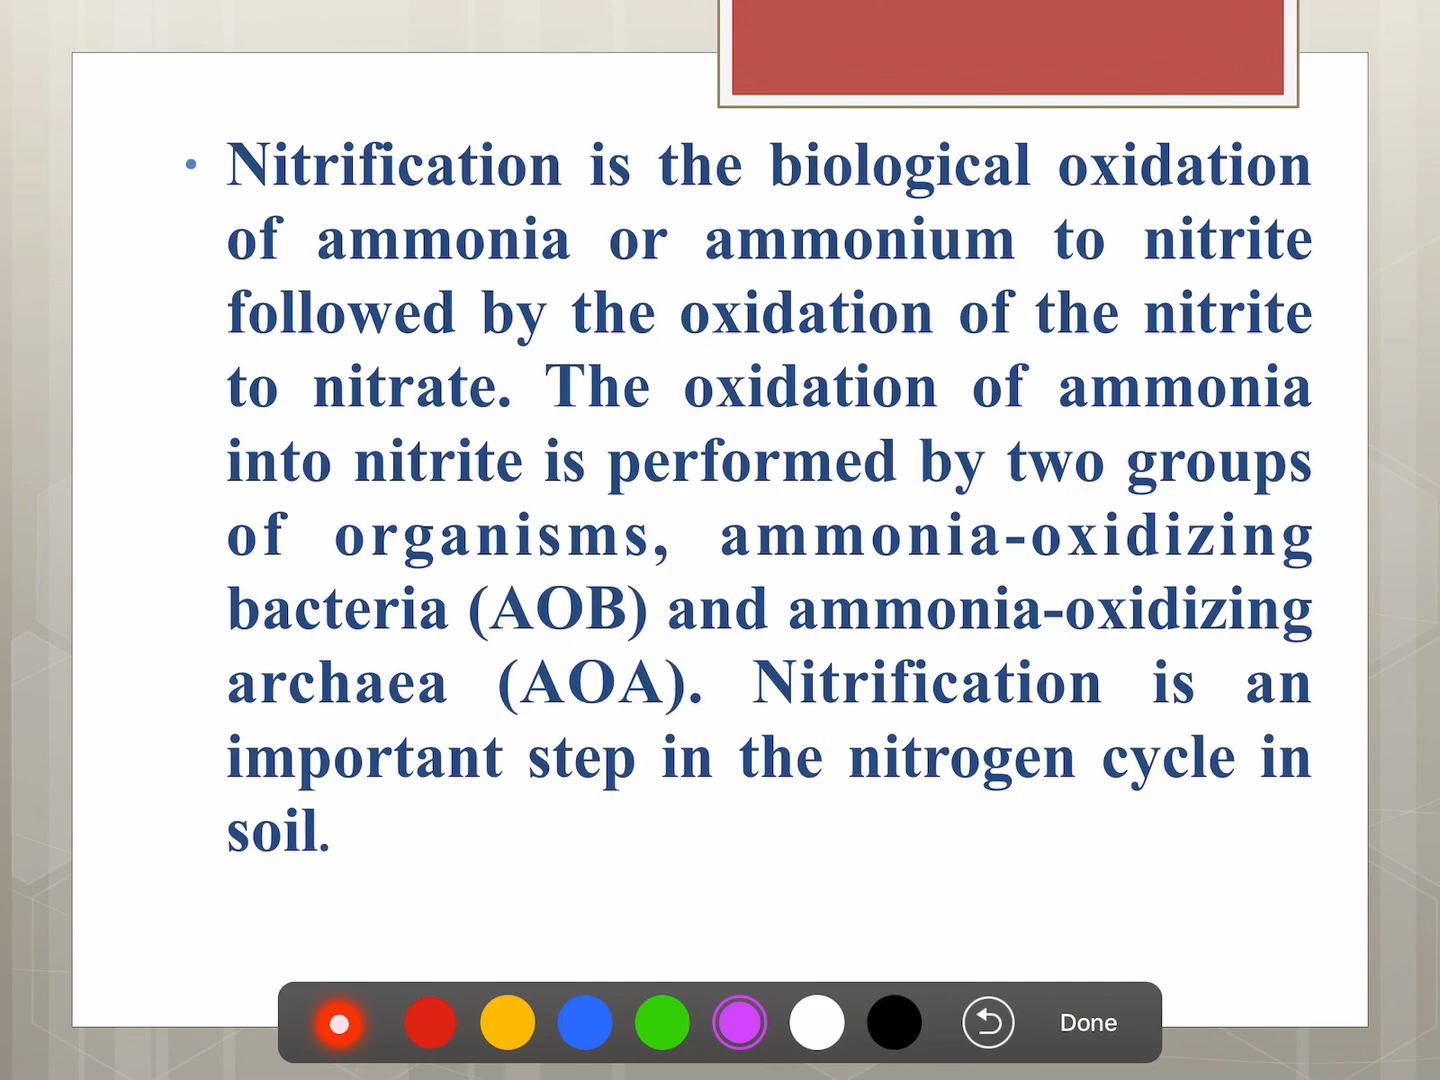 • Nitrification is the biological oxidation
of ammonia or ammonium to nitrite
followed by the oxidation of the nitrite
to nitrate. The oxidation of ammonia
into nitrite is performed by two groups
of organisms, ammonia-oxidizing
bacteria (AOB) and ammonia-oxidizing
archaea (AOA). Nitrification is an
important step in the nitrogen cycle in
soil.
Done